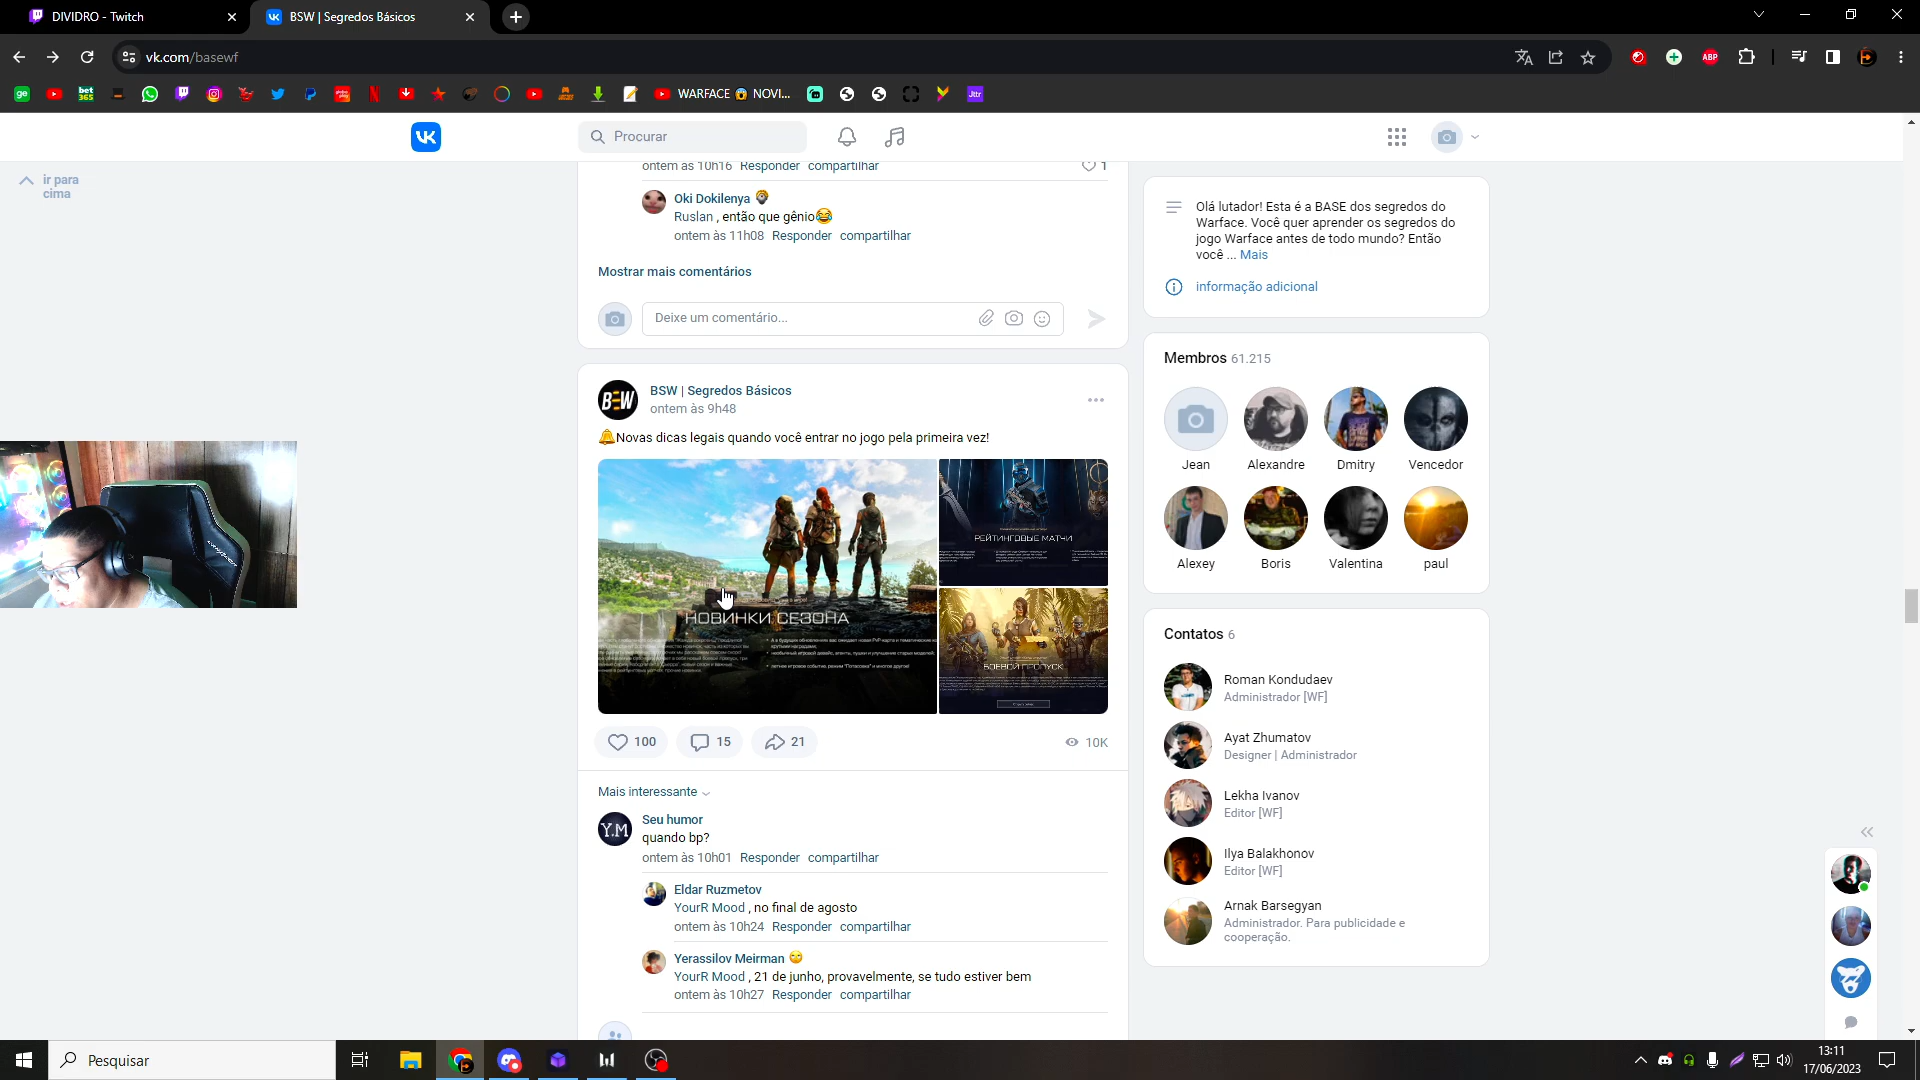 DIVIDRO - Twitch
BSW | Segredos Básicos
vk.com/basewf
ABP
ge
bet365
WARFACE 😱 NOVI...
Jttr
Procurar
ir para
cima
ontem às 10h16 Responder compartilhar
1
Oki Dokilenya
Ruslan , então que gênio😂
ontem às 11h08 Responder compartilhar
Mostrar mais comentários
Deixe um comentário...
BSW
BSW | Segredos Básicos
ontem às 9h48
🔔Novas dicas legais quando você entrar no jogo pela primeira vez!
НОВИНКИ СЕЗОНА
РЕЙТИНГОВЫЕ МАТЧИ
БОЕВОЙ ПРОПУСК
100
15
21
10K
Mais interessante
Y.M
Seu humor
quando bp?
ontem às 10h01 Responder compartilhar
Eldar Ruzmetov
YourR Mood , no final de agosto
ontem às 10h24 Responder compartilhar
Yerassilov Meirman
YourR Mood , 21 de junho, provavelmente, se tudo estiver bem
ontem às 10h27 Responder compartilhar
Olá lutador! Esta é a BASE dos segredos do
Warface. Você quer aprender os segredos do
jogo Warface antes de todo mundo? Então
você ... Mais
informação adicional
Membros 61.215
Jean
Alexandre
Dmitry
Vencedor
Alexey
Boris
Valentina
paul
Contatos 6
Roman Kondudaev
Administrador [WF]
Ayat Zhumatov
Designer | Administrador
Lekha Ivanov
Editor [WF]
Ilya Balakhonov
Editor [WF]
Arnak Barsegyan
Administrador. Para publicidade e
cooperação.
Pesquisar
13:11
17/06/2023